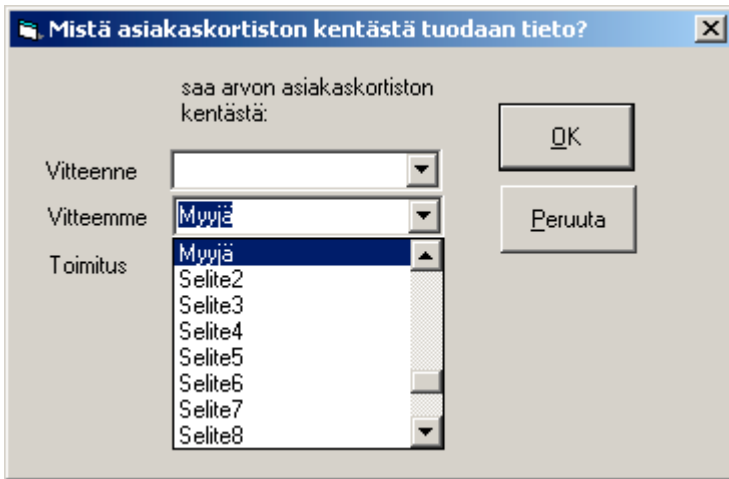 Mistä asiakaskortiston kentästä tuodaan tieto?
saa arvon asiakaskortiston
kentästä:
OK
Vitteenne
Vitteemme Myyjä
Peruuta
Toimitus
Myyjä
Selite2
Selite3
Selite4
Selite5
Selite6
Selite7
Selite8